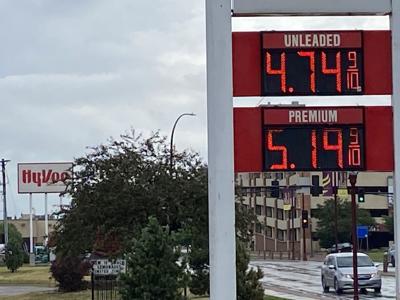 UNLEADED
4.74 9/10
PREMIUM
5.19 9/10
HyVee